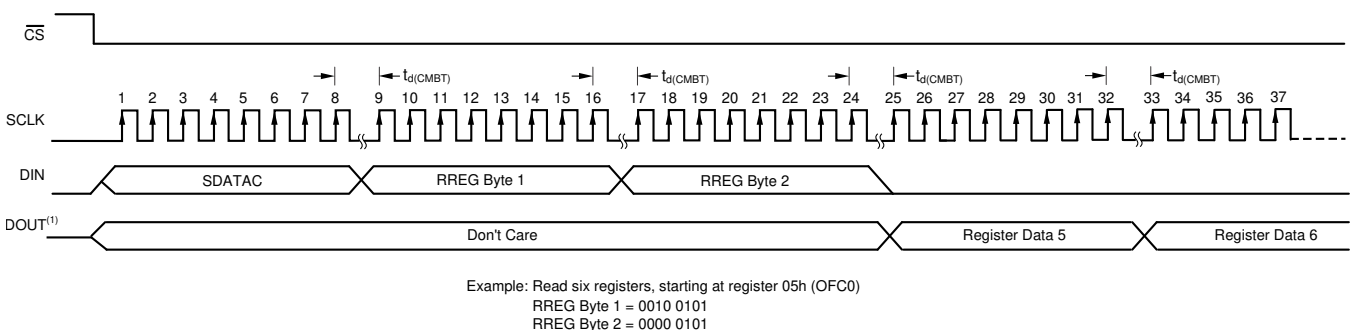 CS
td(CMBT) td(CMBT) td(CMBT) td(CMBT)
1 2 3 4 5 6 7 8 9 10 11 12 13 14 15 16 17 18 19 20 21 22 23 24 25 26 27 28 29 30 31 32 33 34 35 36 37
SCLK
DIN SDATAC RREG Byte 1 RREG Byte 2
DOUT(1) Don't Care Register Data 5 Register Data 6
Example: Read six registers, starting at register 05h (OFC0)
RREG Byte 1 = 0010 0101
RREG Byte 2 = 0000 0101